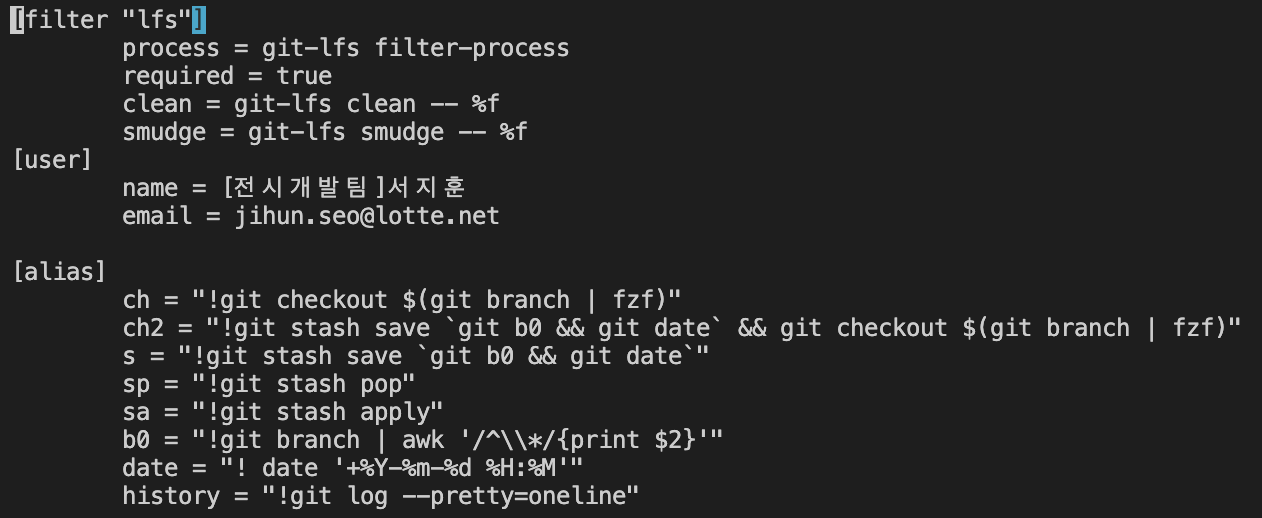 [filter "lfs"]
process = git-lfs filter-process
required = true
clean = git-lfs clean -- %f
smudge = git-lfs smudge -- %f
[user]
name = [전시개발팀]서지훈
email = jihun.seo@lotte.net
[alias]
ch = "!git checkout $(git branch | fzf)"
ch2 = "!git stash save `git b0 && git date` && git checkout $(git branch | fzf)"
s = "!git stash save `git b0 && git date`"
sp = "!git stash pop"
sa = "!git stash apply"
b0 = "!git branch | awk '/^\\*/{print $2}'"
date = "! date '+%Y-%m-%d %H:%M'"
history = "!git log --pretty=oneline"